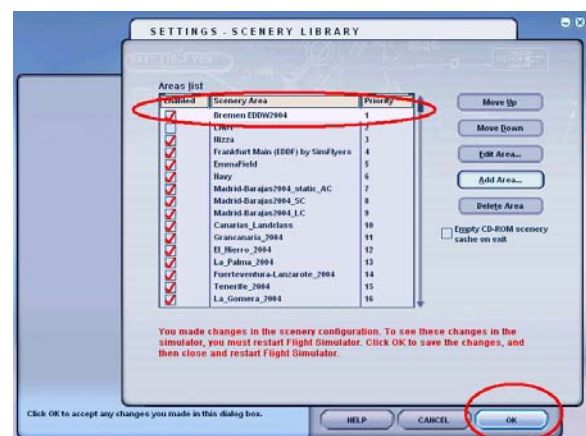 SETTINGS - SCENERY LIBRARY
Areas list
Enabled Scenery Area Priority
Bremen EDDW2004 1
2
Nizza 3
Frankfurt Main (EDDF) by SimFlyers 4
EmmaField 5
Navy 6
Madrid-Barajas2004_static_AC 7
Madrid-Barajas2004_SC 8
Madrid-Barajas2004_LC 9
Canarias_Landclass 10
Grancanaria_2004 11
El_Hierro_2004 12
La_Palma_2004 13
Fuerteventura-Lanzarote_2004 14
Tenerife_2004 15
La_Gomera_2004 16
Move Up
Move Down
Edit Area...
Add Area...
Delete Area
Empty CD-ROM scenery
cache on exit
You made changes in the scenery configuration. To see these changes in the
simulator, you must restart Flight Simulator. Click OK to save the changes, and
then close and restart Flight Simulator.
Click OK to accept any changes you made in this dialog box.
HELP
CANCEL
OK